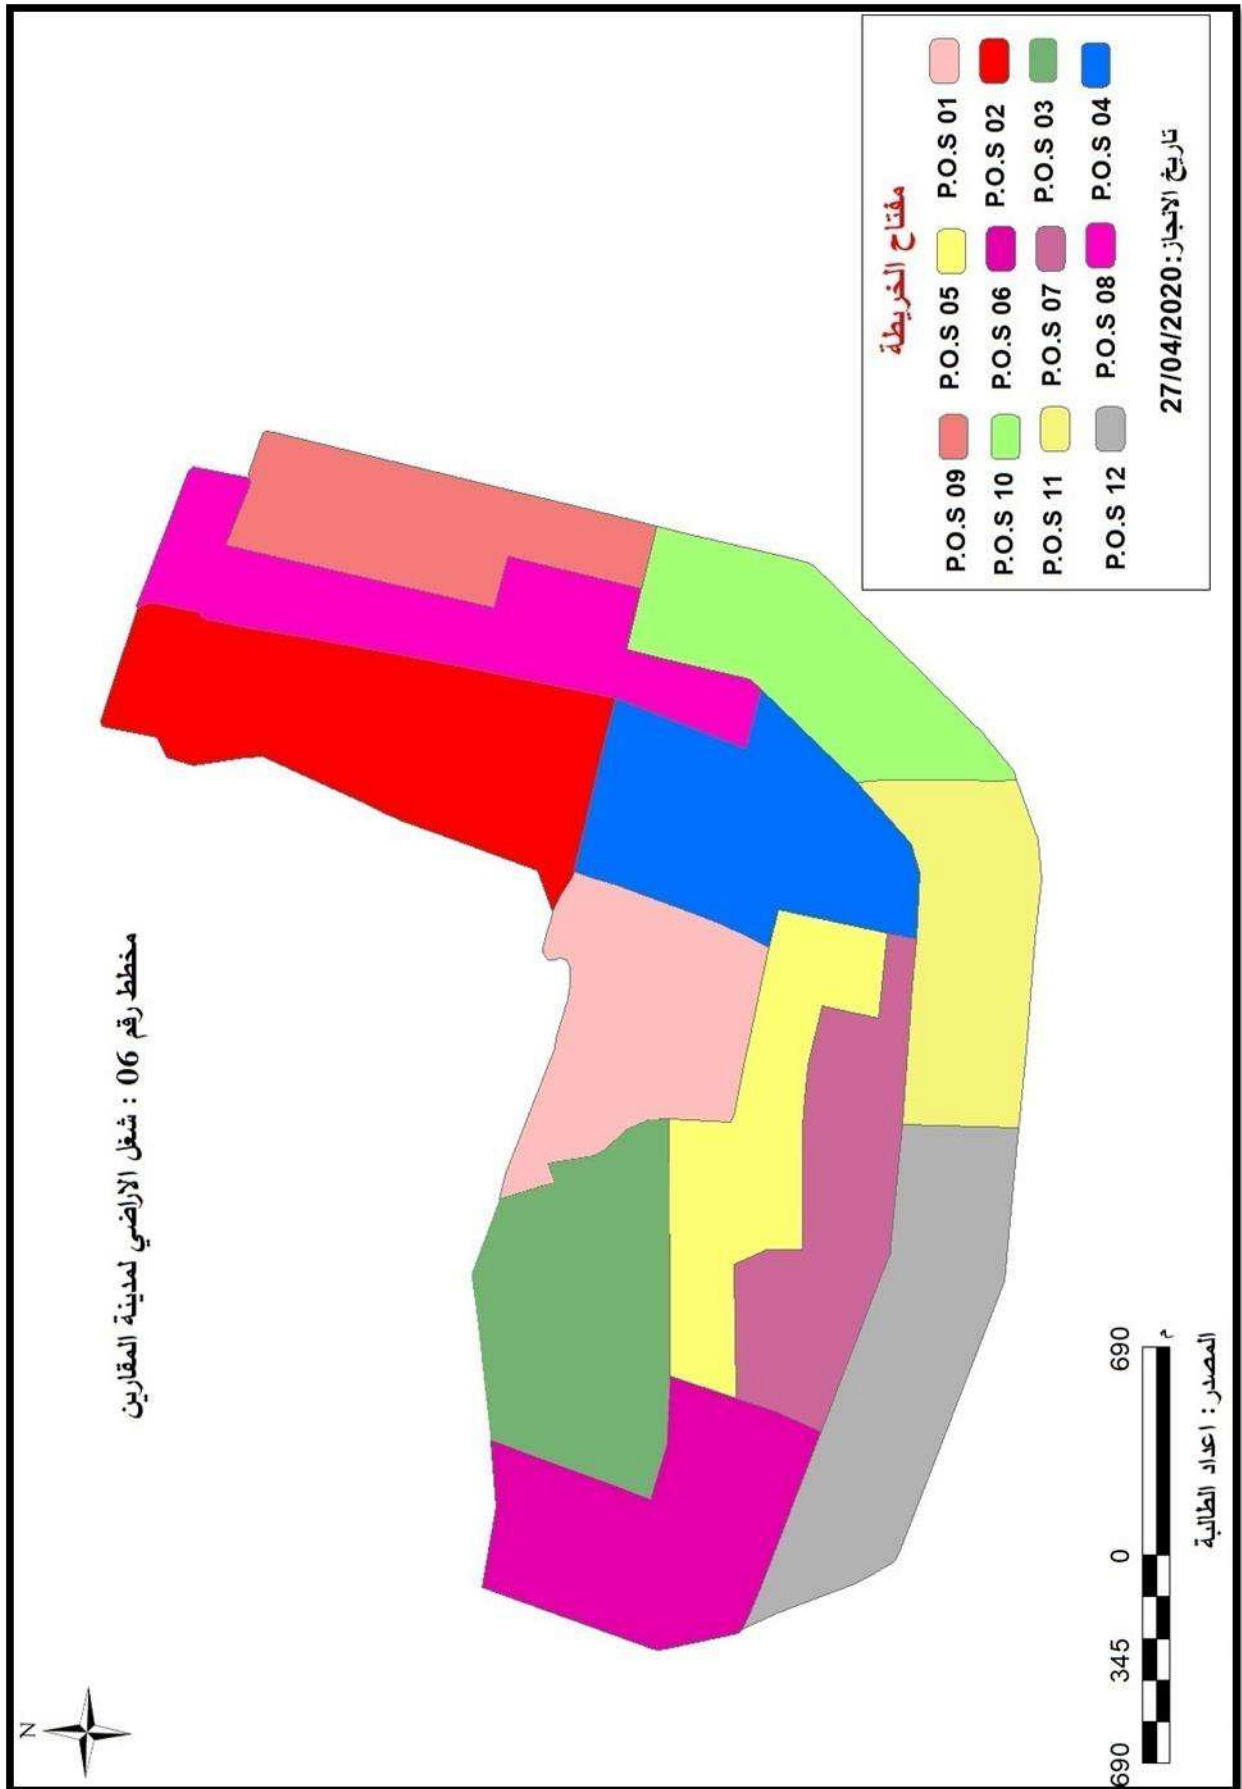 مخطط رقم 06 : شغل الاراضي لمدينة المقارين
N
مفتاح الخريطة
P.O.S 09 P.O.S 05 P.O.S 01
P.O.S 10 P.O.S 06 P.O.S 02
P.O.S 11 P.O.S 07 P.O.S 03
P.O.S 12 P.O.S 08 P.O.S 04
تاريخ الانجاز:27/04/2020
690 345 0 690
م
المصدر : اعداد الطالبة